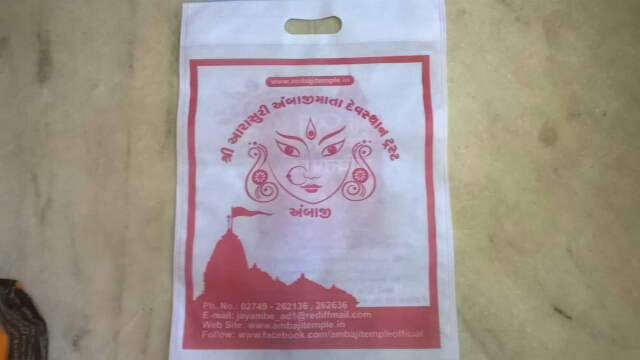 www.ambajitemple.in
શ્રી આરાસુરી અંબાજીમાતા દેવસ્થાન ટ્રસ્ટ
અંબાજી
Ph. No.: 02749 - 262136 , 262636
E-mail: jayambe_ad1@rediffmail.com
Web Site: www.ambajitemple.in
Follow: www.facebook.com/ambajitempleofficial